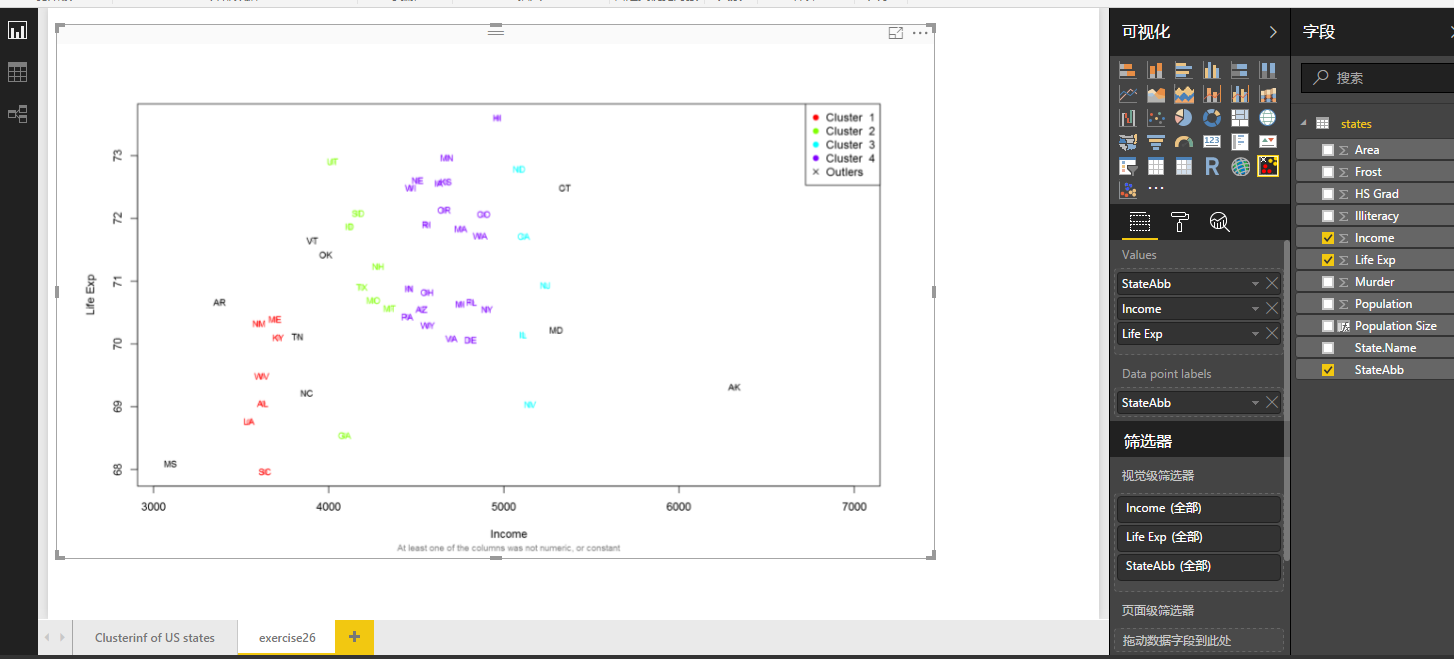 可视化
字段
搜索
states
Area
Frost
HS Grad
Illiteracy
Income
Life Exp
Murder
Population
Population Size
State.Name
StateAbb
Values
StateAbb
Income
Life Exp
Data point labels
StateAbb
筛选器
视觉级筛选器
Income (全部)
Life Exp (全部)
StateAbb (全部)
页面级筛选器
拖动数据字段到此处
Cluster 1
Cluster 2
Cluster 3
Cluster 4
Outliers
HI
UT
MN
ND
NE
WI
KS
CT
SD
ID
OR
CO
RI
MA
WA
CA
VT
OK
NH
TX
MO
MT
IN
OH
NJ
AR
AZ
MI
FL
NY
PA
WY
NM
ME
KY
TN
VA
DE
IL
MD
WV
NC
AK
AL
NV
LA
GA
MS
SC
73
72
71
70
69
68
Life Exp
3000 4000 5000 6000 7000
Income
At least one of the columns was not numeric, or constant
Clusterinf of US states
exercise26